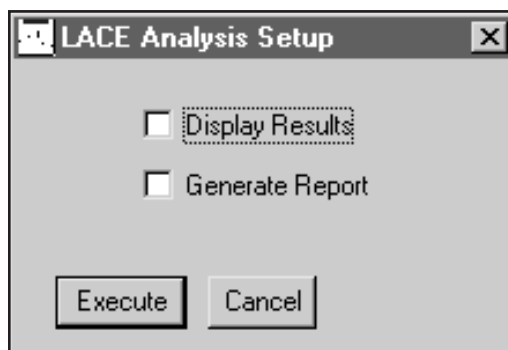 LACE Analysis Setup
Display Results
Generate Report
Execute Cancel